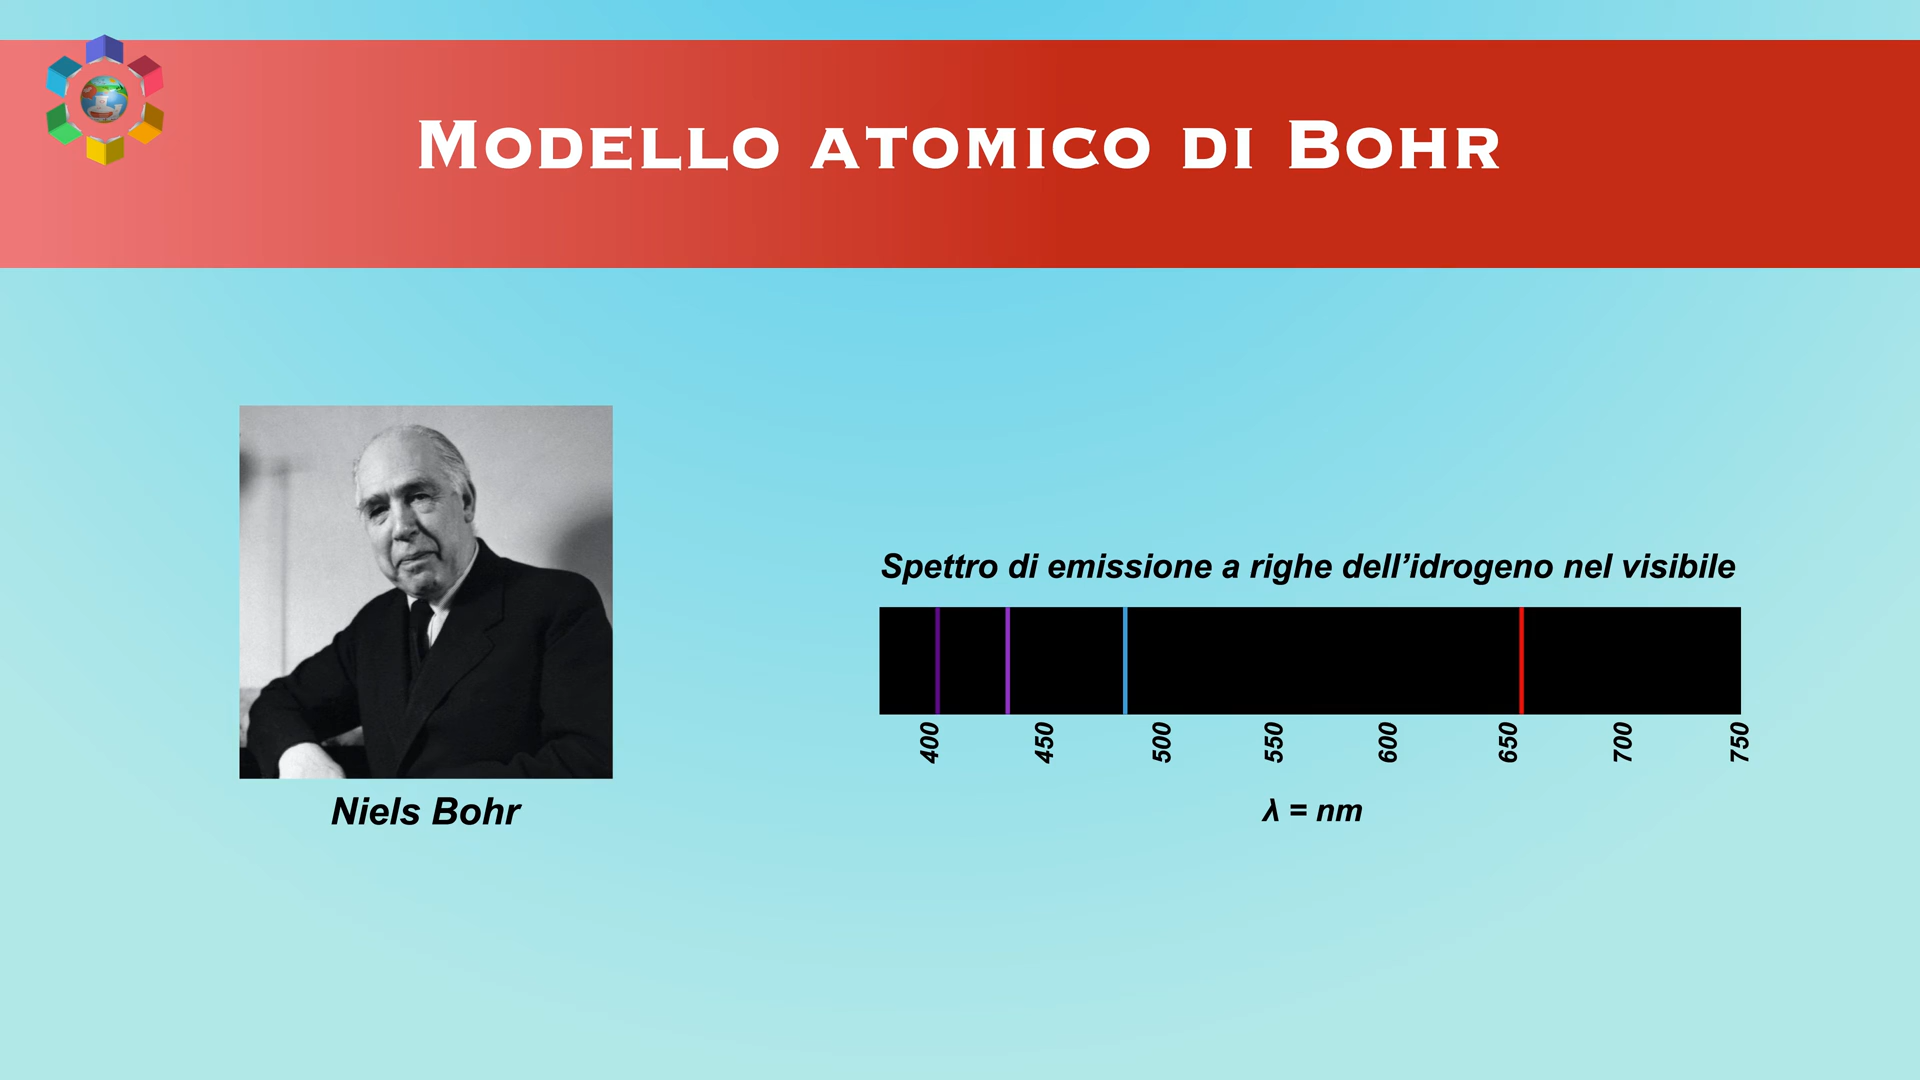 Modello atomico di Bohr
Spettro di emissione a righe dell’idrogeno nel visibile
400 450 500 550 600 650 700 750
λ = nm
Niels Bohr